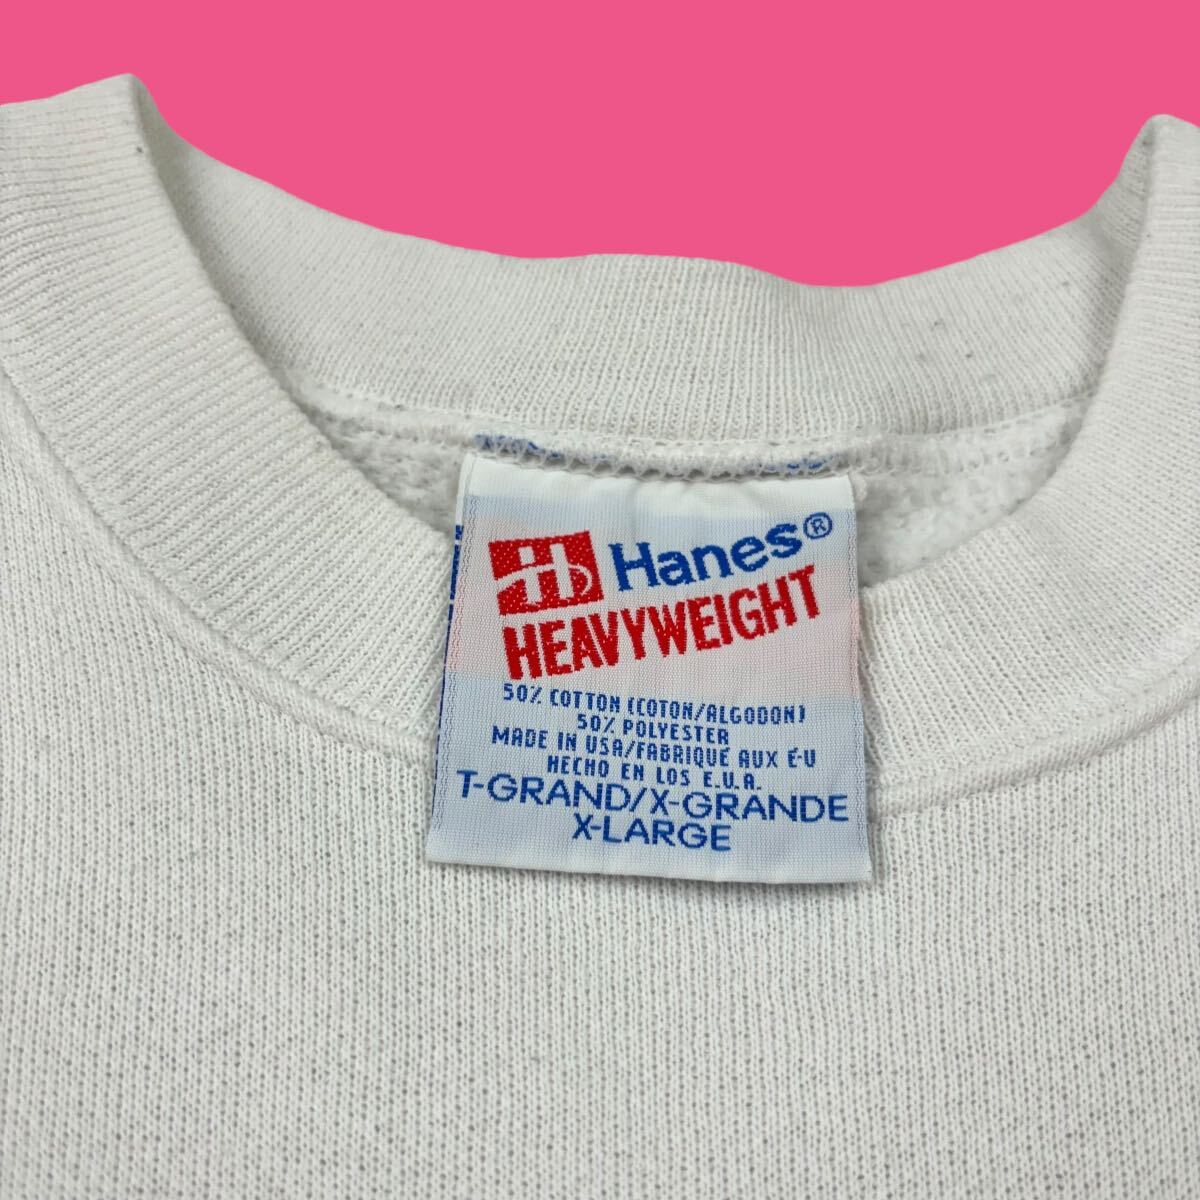 Hanes®
HEAVYWEIGHT
50% COTTON (COTON/ALGODON)
50% POLYESTER
MADE IN USA/FABRIQUÉ AUX É-U
HECHO EN LOS E.U.A.
T-GRAND/X-GRANDE
X-LARGE